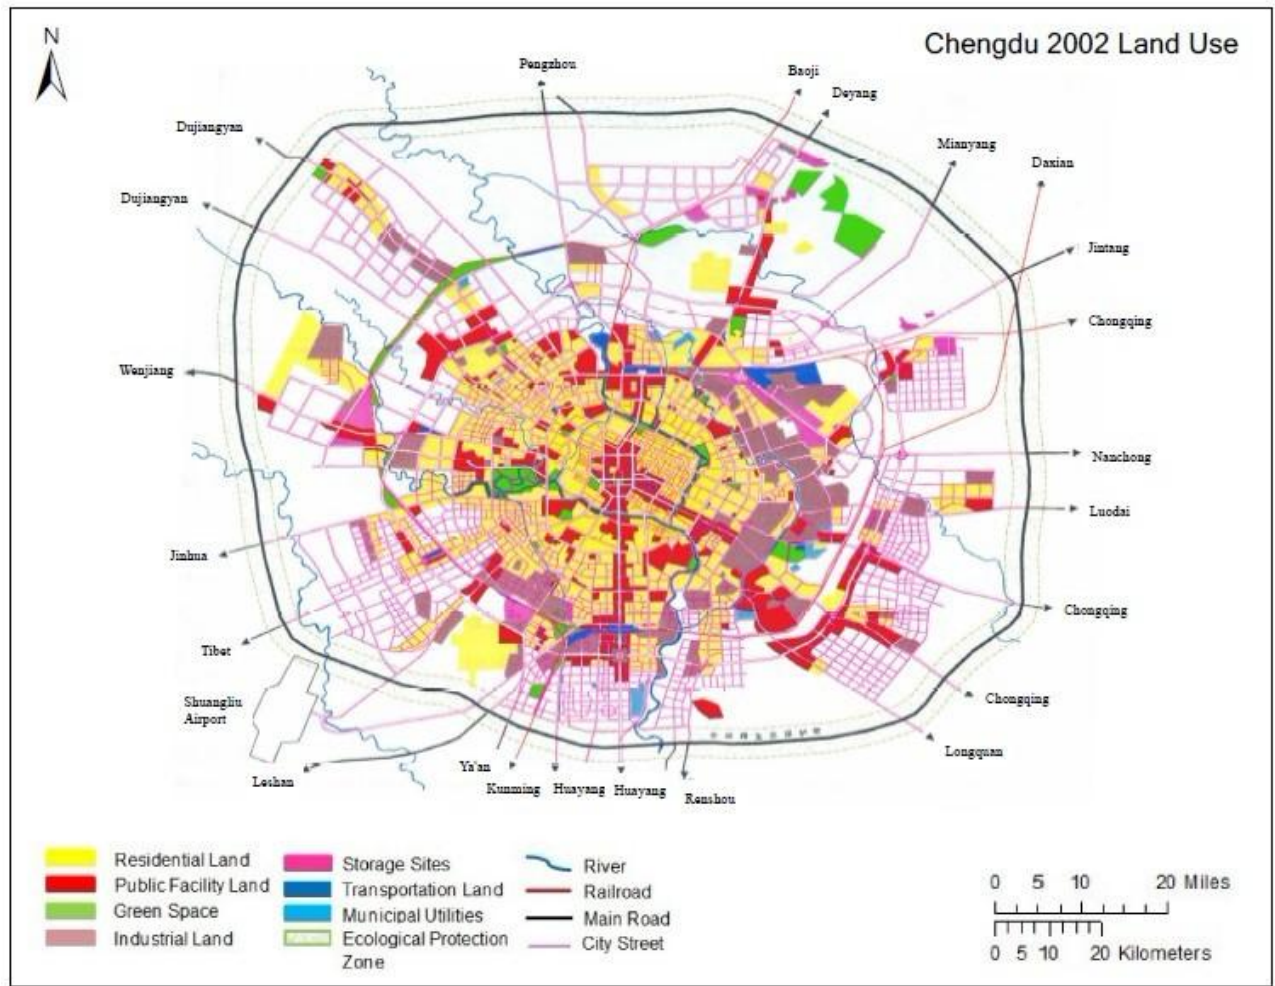 Chengdu 2002 Land Use
N
Pengzhou
Baoji
Deyang
Dujiangyan
Mianyang
Daxian
Dujiangyan
Jintang
Chongqing
Wenjiang
Nanchong
Luodai
Jinhua
Chongqing
Tibet
Shuangliu
Airport
Chongqing
Longquan
Leshan
Ya'an
Kunming
Huayang
Huayang
Renshou
Residential Land
Public Facility Land
Green Space
Industrial Land
Storage Sites
Transportation Land
Municipal Utilities
Ecological Protection
Zone
River
Railroad
Main Road
City Street
0 5 10 20 Miles
0 5 10 20 Kilometers